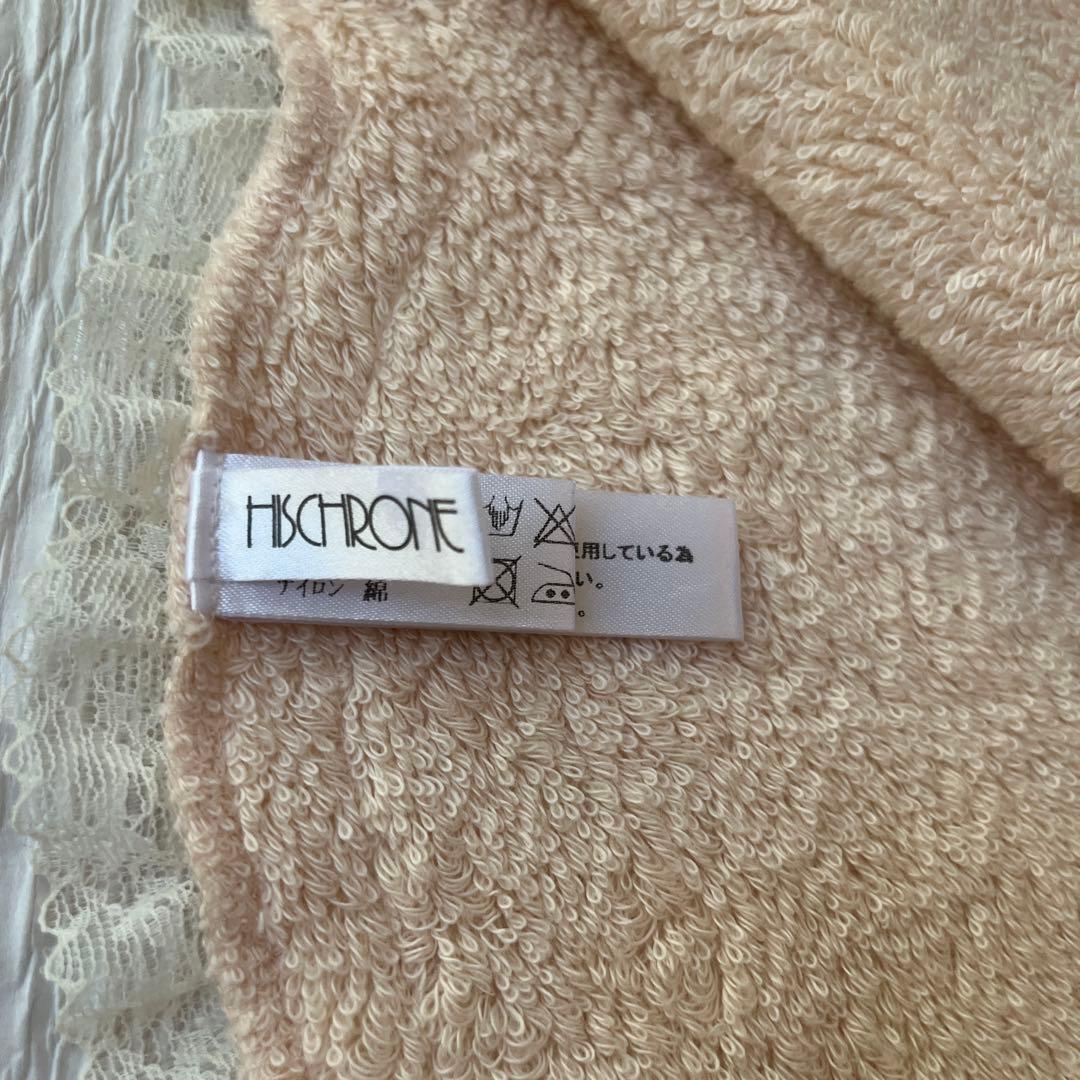 HISCHRONE
用している為
い。
。
ナイロン 綿